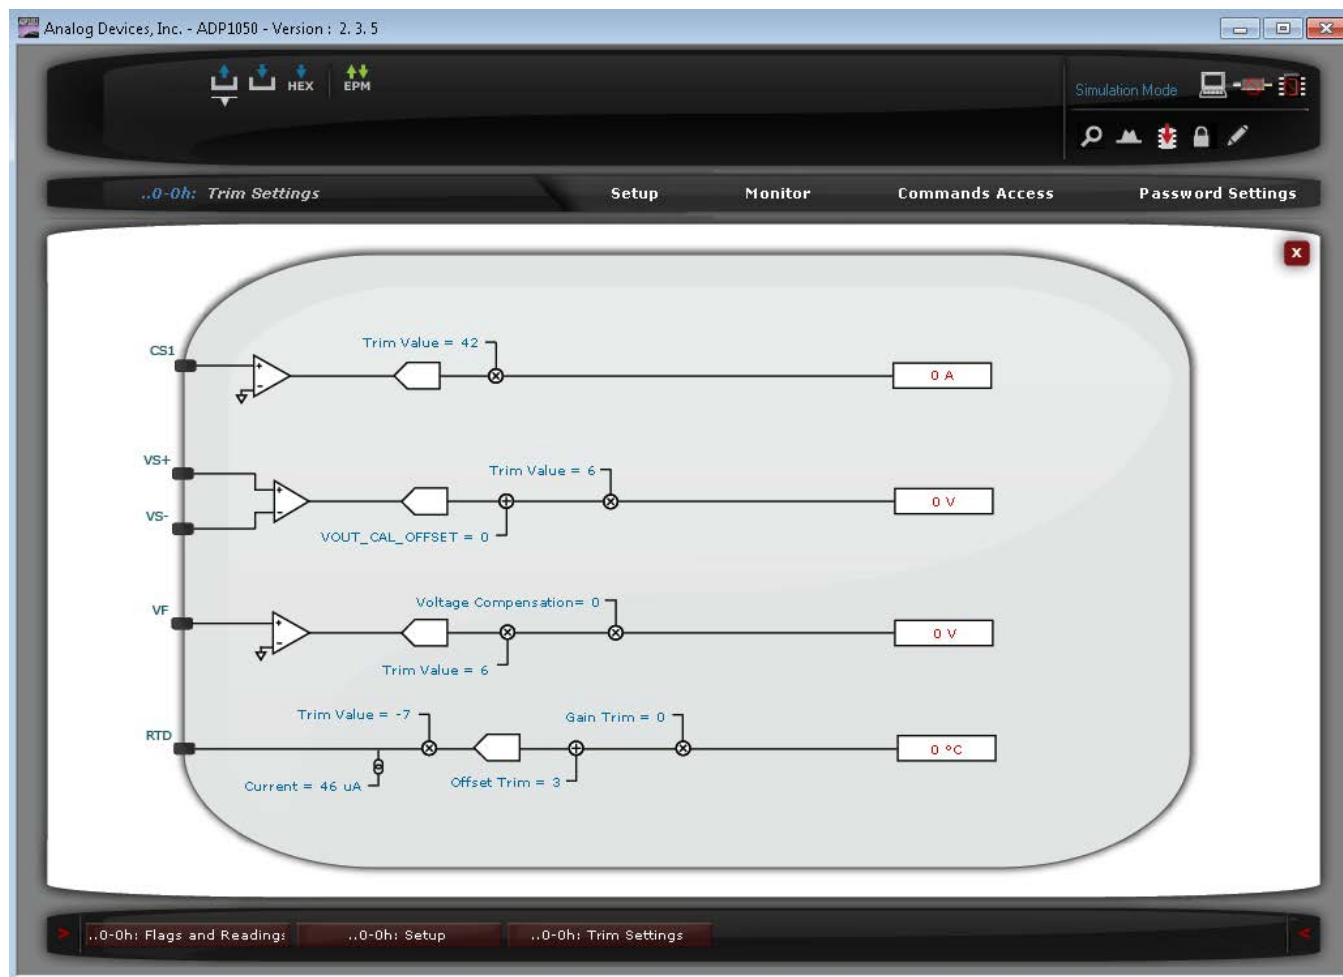 Analog Devices, Inc. - ADP1050 - Version : 2. 3. 5
HEX
EPM
Simulation Mode
..0-0h: Trim Settings
Setup
Monitor
Commands Access
Password Settings
x
CS1
Trim Value = 42
0 A
VS+
VS-
Trim Value = 6
VOUT_CAL_OFFSET = 0
0 V
VF
Voltage Compensation= 0
Trim Value = 6
0 V
RTD
Trim Value = -7
Gain Trim = 0
Current = 46 uA
Offset Trim = 3
0 ºC
> ..0-0h: Flags and Readings
..0-0h: Setup
..0-0h: Trim Settings
<